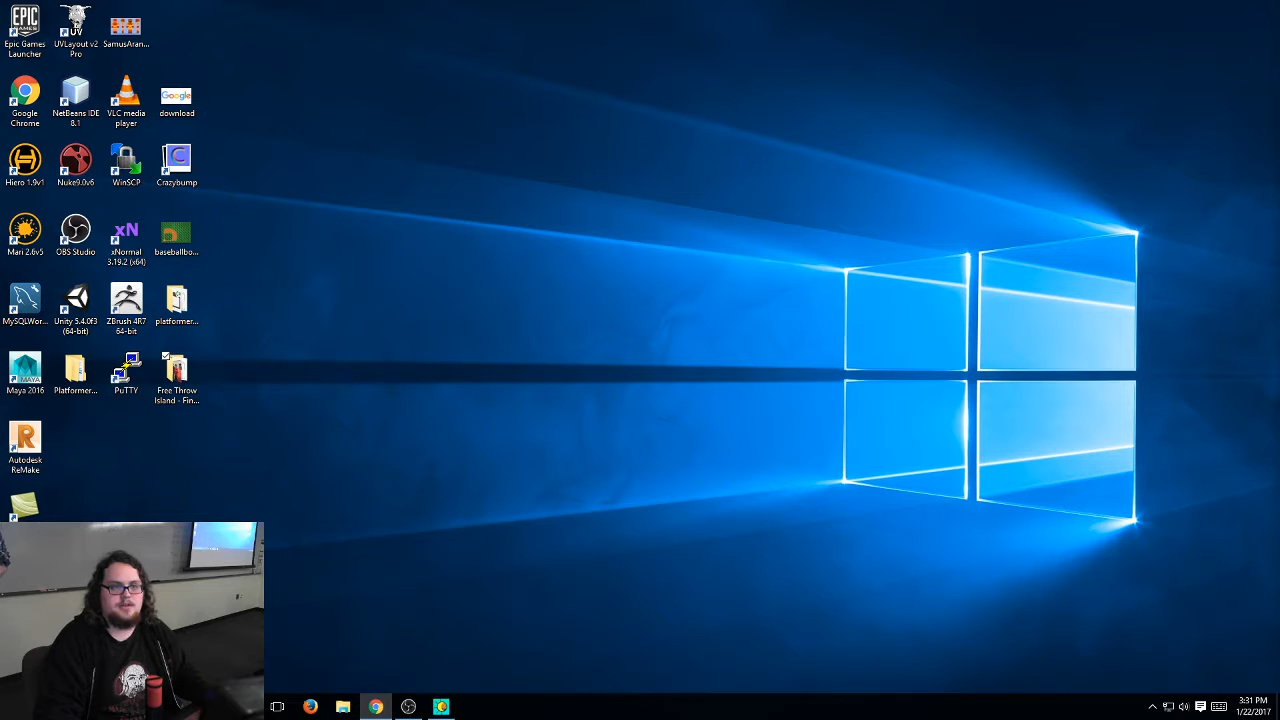 EPIC
GAMES
Epic Games
Launcher
UV
UVLayout v2
Pro
SamusAran...
Google
Chrome
NetBeans IDE
8.1
VLC media
player
Google
download
Hiero 1.9v1
Nuke9.0v6
WinSCP
C
Crazybump
Mari 2.6v5
OBS Studio
xN
xNormal
3.19.2 (x64)
baseballbo...
MySQLWor...
Unity 5.4.0f3
(64-bit)
ZBrush 4R7
64-bit
platformer...
MAYA
Maya 2016
Platformer...
PuTTY
Free Throw
Island - Fin...
R
Autodesk
ReMake
3:31 PM
1/22/2017